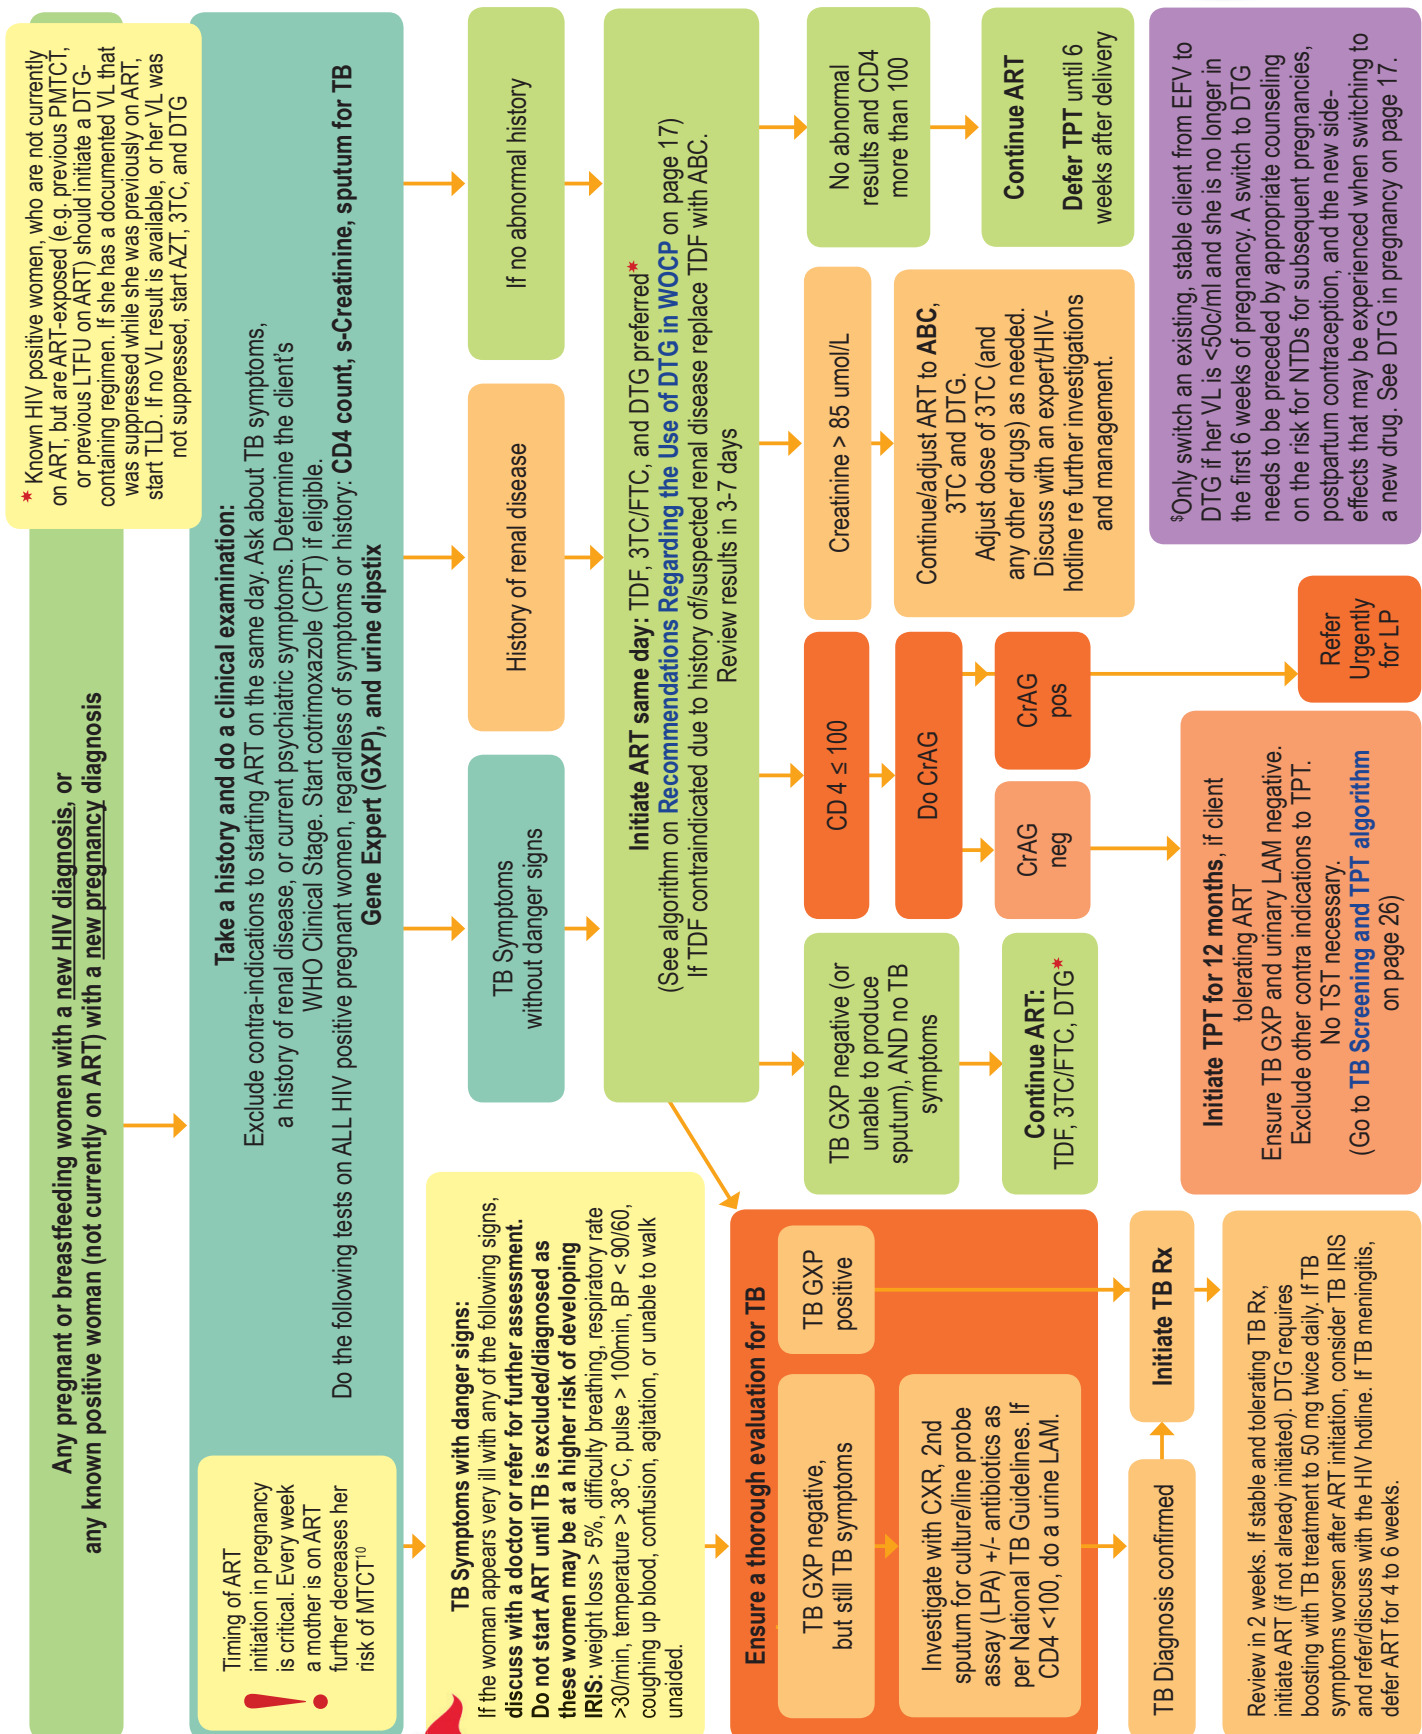 Any pregnant or breastfeeding women with a new HIV diagnosis, or
any known positive woman (not currently on ART) with a new pregnancy diagnosis
* Known HIV positive women, who are not currently
on ART, but are ART-exposed (e.g. previous PMTCT,
or previous LTFU on ART) should initiate a DTG-
containing regimen. If she has a documented VL that
was suppressed while she was previously on ART,
start TLD. If no VL result is available, or her VL was
not suppressed, start AZT, 3TC, and DTG
Timing of ART
initiation in pregnancy
is critical. Every week
a mother is on ART
further decreases her
risk of MTCT¹⁰
Take a history and do a clinical examination:
Exclude contra-indications to starting ART on the same day. Ask about TB symptoms,
a history of renal disease, or current psychiatric symptoms. Determine the client's
WHO Clinical Stage. Start cotrimoxazole (CPT) if eligible.
Do the following tests on ALL HIV positive pregnant women, regardless of symptoms or history: CD4 count, s-Creatinine, sputum for TB
Gene Expert (GXP), and urine dipstix
TB Symptoms with danger signs:
If the woman appears very ill with any of the following signs,
discuss with a doctor or refer for further assessment.
Do not start ART until TB is excluded/diagnosed as
these women may be at a higher risk of developing
IRIS: weight loss > 5%, difficulty breathing, respiratory rate
>30/min, temperature > 38°C, pulse > 100min, BP < 90/60,
coughing up blood, confusion, agitation, or unable to walk
unaided.
TB Symptoms
without danger signs
History of renal disease
If no abnormal history
Initiate ART same day: TDF, 3TC/FTC, and DTG preferred*
(See algorithm on Recommendations Regarding the Use of DTG in WOCP on page 17)
If TDF contraindicated due to history of/suspected renal disease replace TDF with ABC.
Review results in 3-7 days
Ensure a thorough evaluation for TB
TB GXP negative,
but still TB symptoms
TB GXP
positive
Investigate with CXR, 2nd
sputum for culture/line probe
assay (LPA) +/- antibiotics as
per National TB Guidelines. If
CD4 <100, do a urine LAM.
TB Diagnosis confirmed
Initiate TB Rx
Review in 2 weeks. If stable and tolerating TB Rx,
initiate ART (if not already initiated). DTG requires
boosting with TB treatment to 50 mg twice daily. If TB
symptoms worsen after ART initiation, consider TB IRIS
and refer/discuss with the HIV hotline. If TB meningitis,
defer ART for 4 to 6 weeks.
TB GXP negative (or
unable to produce
sputum), AND no TB
symptoms
Continue ART:
TDF, 3TC/FTC, DTG*
CD 4 ≤ 100
Do CrAG
CrAG
neg
CrAG
pos
Initiate TPT for 12 months, if client
tolerating ART
Ensure TB GXP and urinary LAM negative.
Exclude other contra indications to TPT.
No TST necessary.
(Go to TB Screening and TPT algorithm
on page 26)
Refer
Urgently
for LP
Creatinine > 85 umol/L
Continue/adjust ART to ABC,
3TC and DTG.
Adjust dose of 3TC (and
any other drugs) as needed.
Discuss with an expert/HIV-
hotline re further investigations
and management.
No abnormal
results and CD4
more than 100
Continue ART
Defer TPT until 6
weeks after delivery
$Only switch an existing, stable client from EFV to
DTG if her VL is <50c/ml and she is no longer in
the first 6 weeks of pregnancy. A switch to DTG
needs to be preceded by appropriate counseling
on the risk for NTDs for subsequent pregnancies,
postpartum contraception, and the new side-
effects that may be experienced when switching to
a new drug. See DTG in pregnancy on page 17.